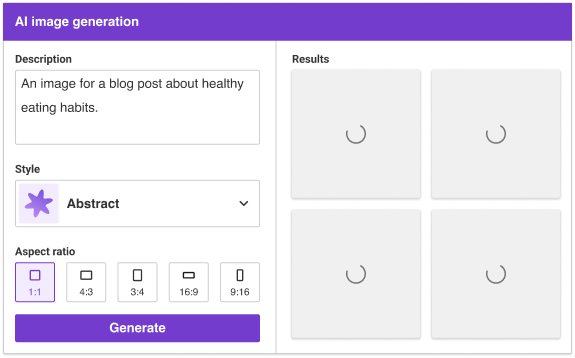 AI image generation
Description
An image for a blog post about healthy
eating habits.
Style
Abstract
Aspect ratio
1:1
4:3
3:4
16:9
9:16
Generate
Results